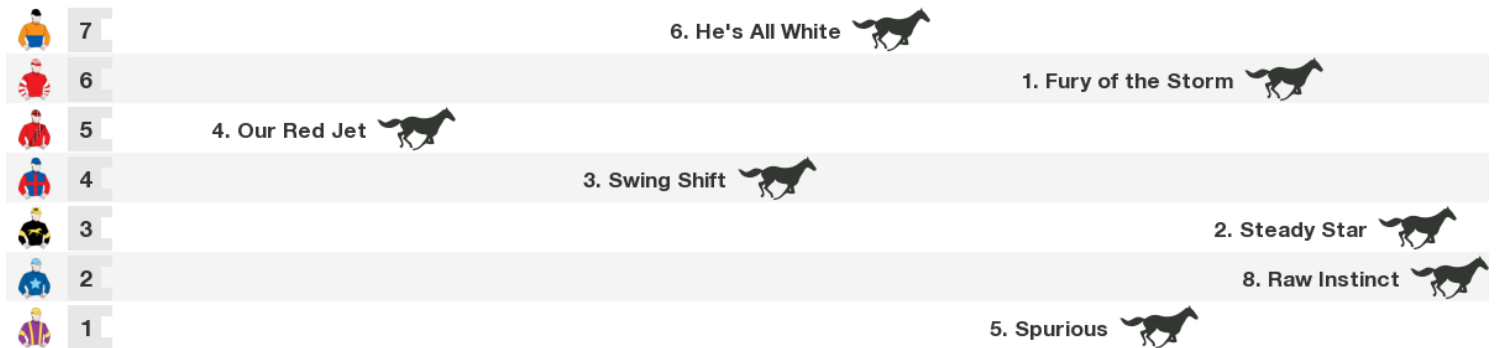 7 6. He's All White
6 1. Fury of the Storm
5 4. Our Red Jet
4 3. Swing Shift
3 2. Steady Star
2 8. Raw Instinct
1 5. Spurious